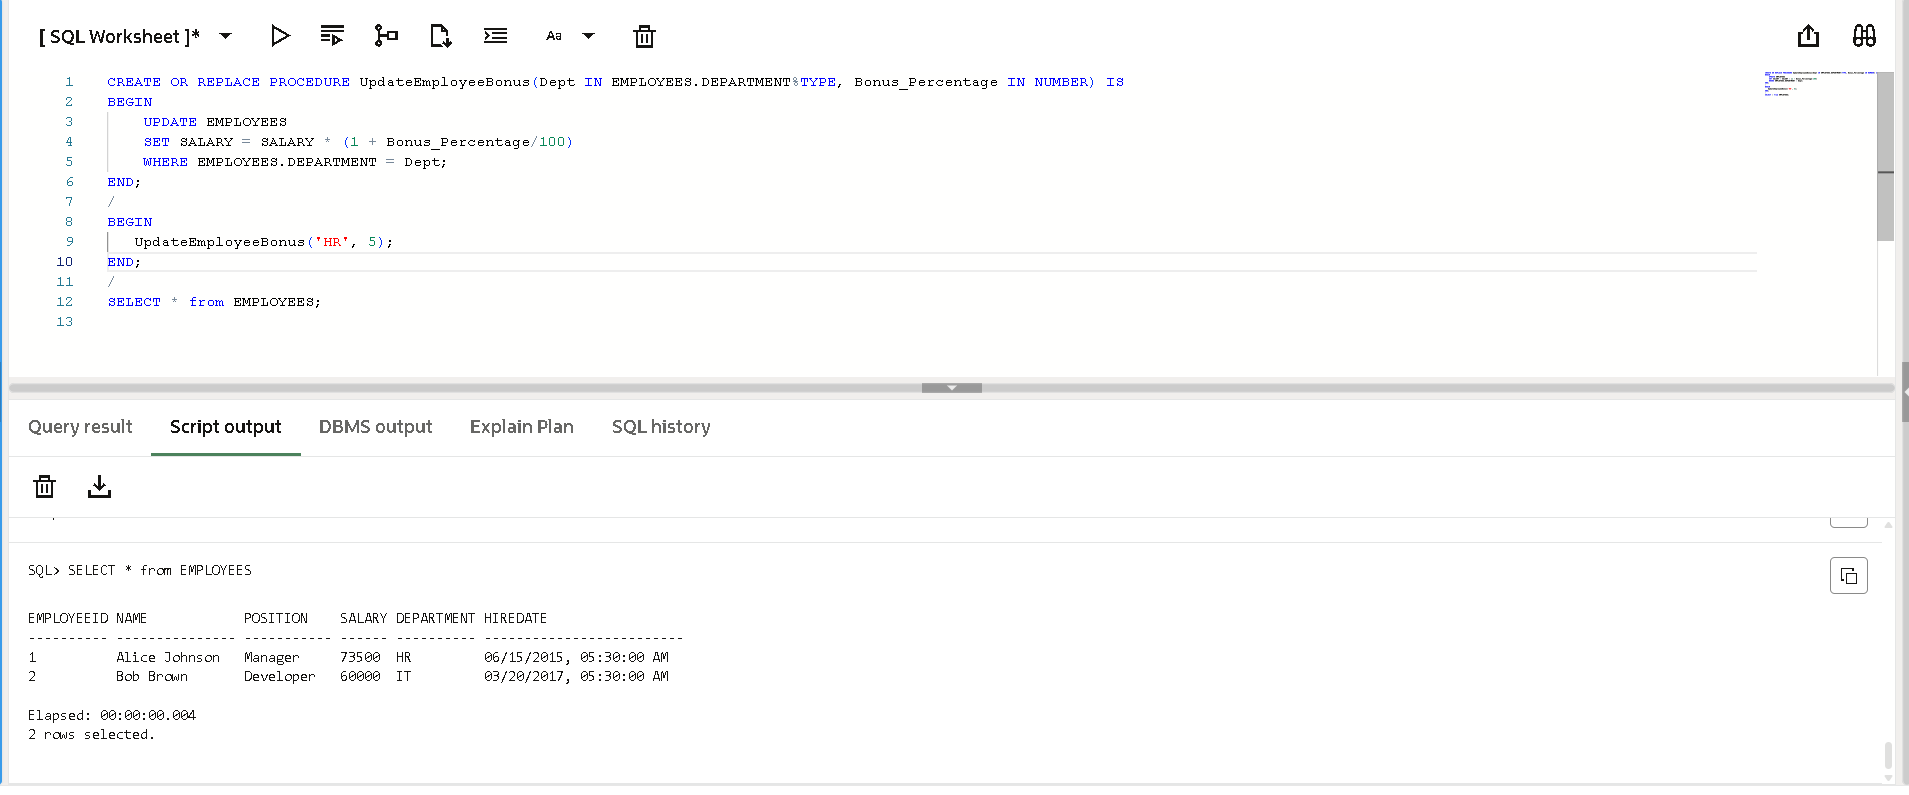 [ SQL Worksheet ]*
Aa
1 CREATE OR REPLACE PROCEDURE UpdateEmployeeBonus(Dept IN EMPLOYEES.DEPARTMENT%TYPE, Bonus_Percentage IN NUMBER) IS
2 BEGIN
3 UPDATE EMPLOYEES
4 SET SALARY = SALARY * (1 + Bonus_Percentage/100)
5 WHERE EMPLOYEES.DEPARTMENT = Dept;
6 END;
7 /
8 BEGIN
9 UpdateEmployeeBonus('HR', 5);
10 END;
11 /
12 SELECT * from EMPLOYEES;
13
Query result Script output DBMS output Explain Plan SQL history
SQL> SELECT * from EMPLOYEES
EMPLOYEEID NAME POSITION SALARY DEPARTMENT HIREDATE
---------- --------------- ----------- ------ ---------- -------------------------
1 Alice Johnson Manager 73500 HR 06/15/2015, 05:30:00 AM
2 Bob Brown Developer 60000 IT 03/20/2017, 05:30:00 AM
Elapsed: 00:00:00.004
2 rows selected.